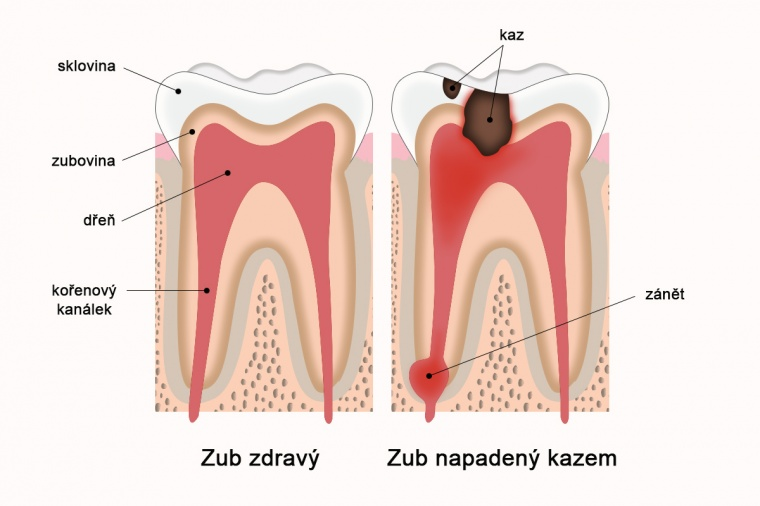 kaz
sklovina
zubovina
dřeň
kořenový
kanálek
zánět
Zub zdravý
Zub napadený kazem